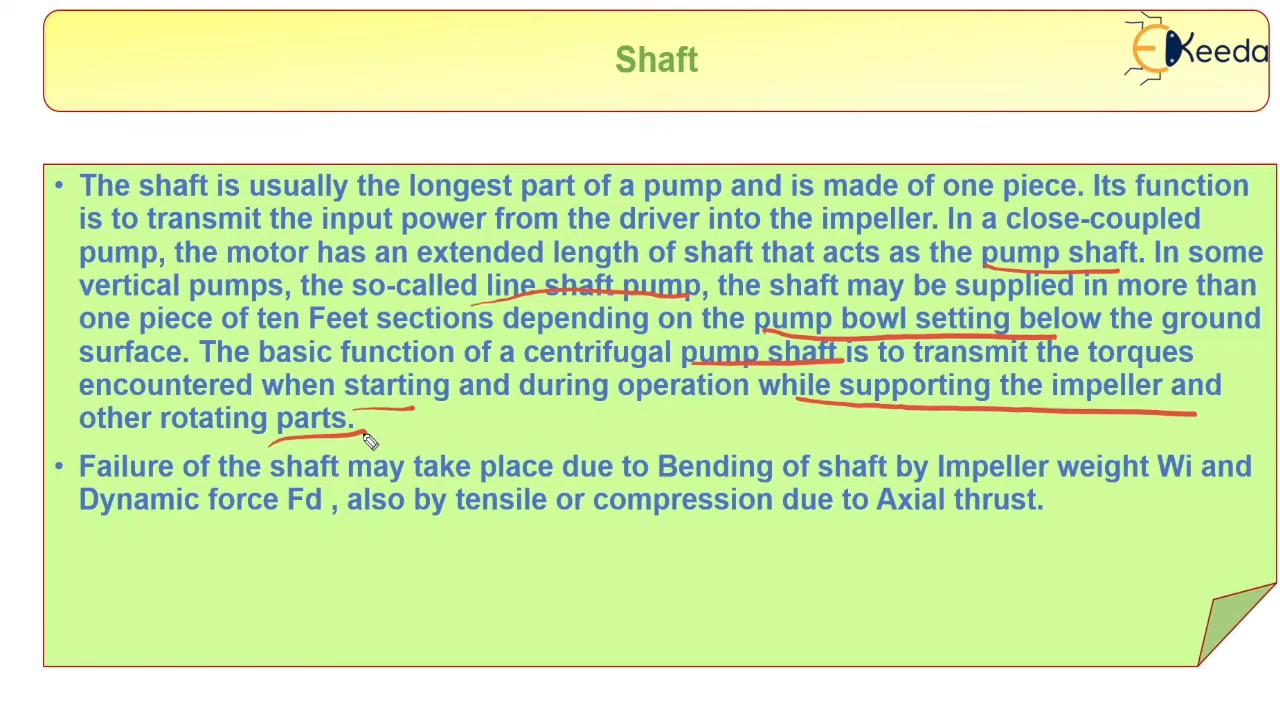 Shaft
Keeda
• The shaft is usually the longest part of a pump and is made of one piece. Its function
is to transmit the input power from the driver into the impeller. In a close-coupled
pump, the motor has an extended length of shaft that acts as the pump shaft. In some
vertical pumps, the so-called line shaft pump, the shaft may be supplied in more than
one piece of ten Feet sections depending on the pump bowl setting below the ground
surface. The basic function of a centrifugal pump shaft is to transmit the torques
encountered when starting and during operation while supporting the impeller and
other rotating parts.
• Failure of the shaft may take place due to Bending of shaft by Impeller weight Wi and
Dynamic force Fd , also by tensile or compression due to Axial thrust.